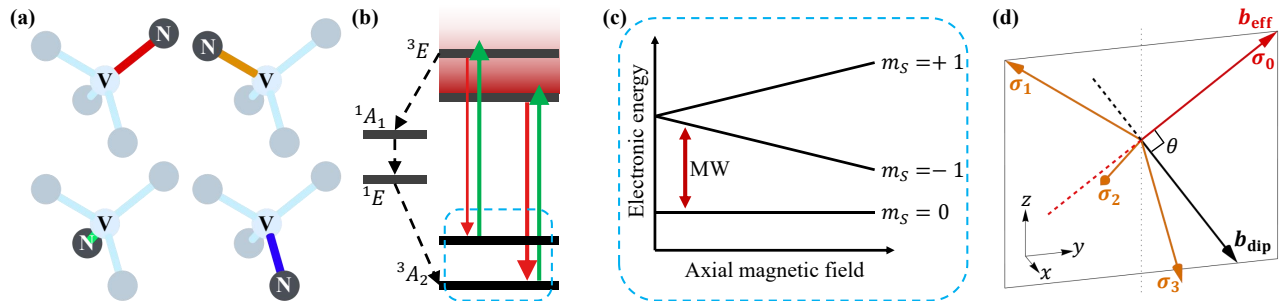 (a)
N
V
N
V
V
N
V
N
(b)
³E
¹A₁
¹E
³A₂
(c)
Electronic energy
MW
m_S = + 1
m_S = − 1
m_S = 0
Axial magnetic field
(d)
b_eff
σ₀
σ₁
θ
σ₂
z
y
x
b_dip
σ₃